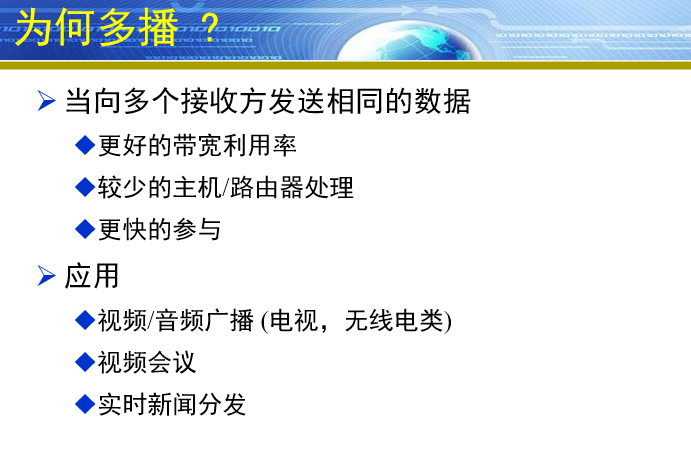 为何多播 ？
当向多个接收方发送相同的数据
更好的带宽利用率
较少的主机/路由器处理
更快的参与
应用
视频/音频广播 (电视，无线电类)
视频会议
实时新闻分发